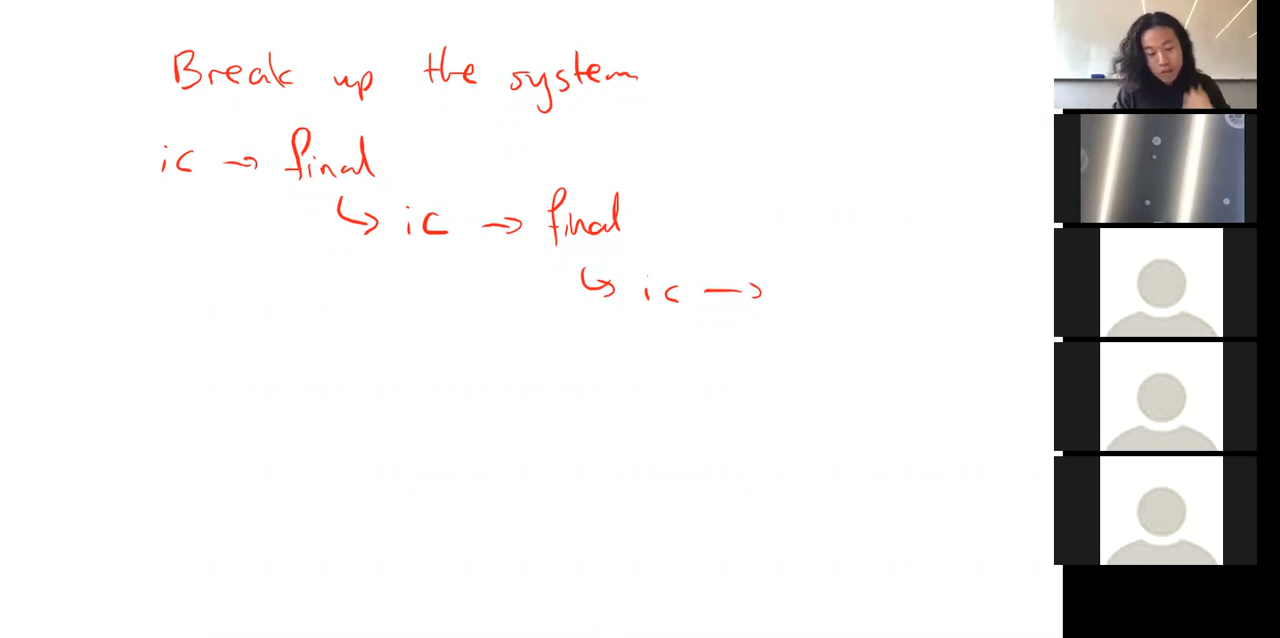 Break up the system
ic → final
↳ ic → final
↳ ic →